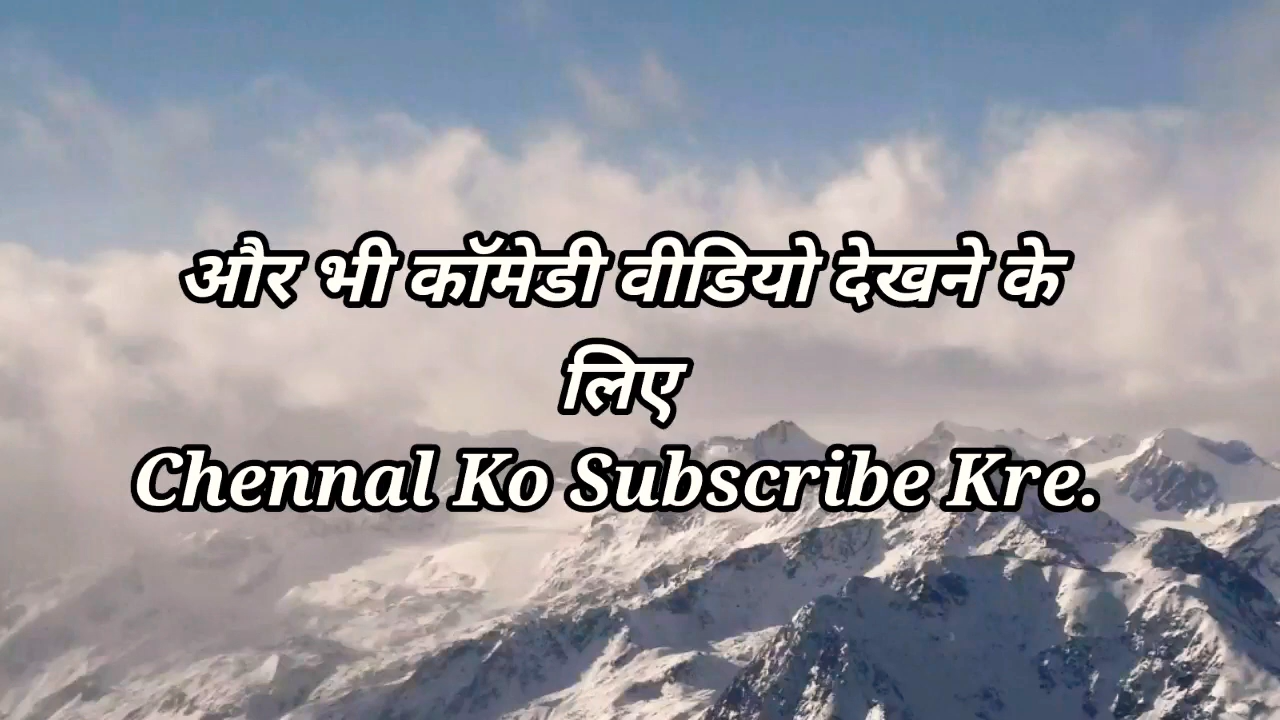 और भी कॉमेडी वीडियो देखने के
लिए
Chennal Ko Subscribe Kre.